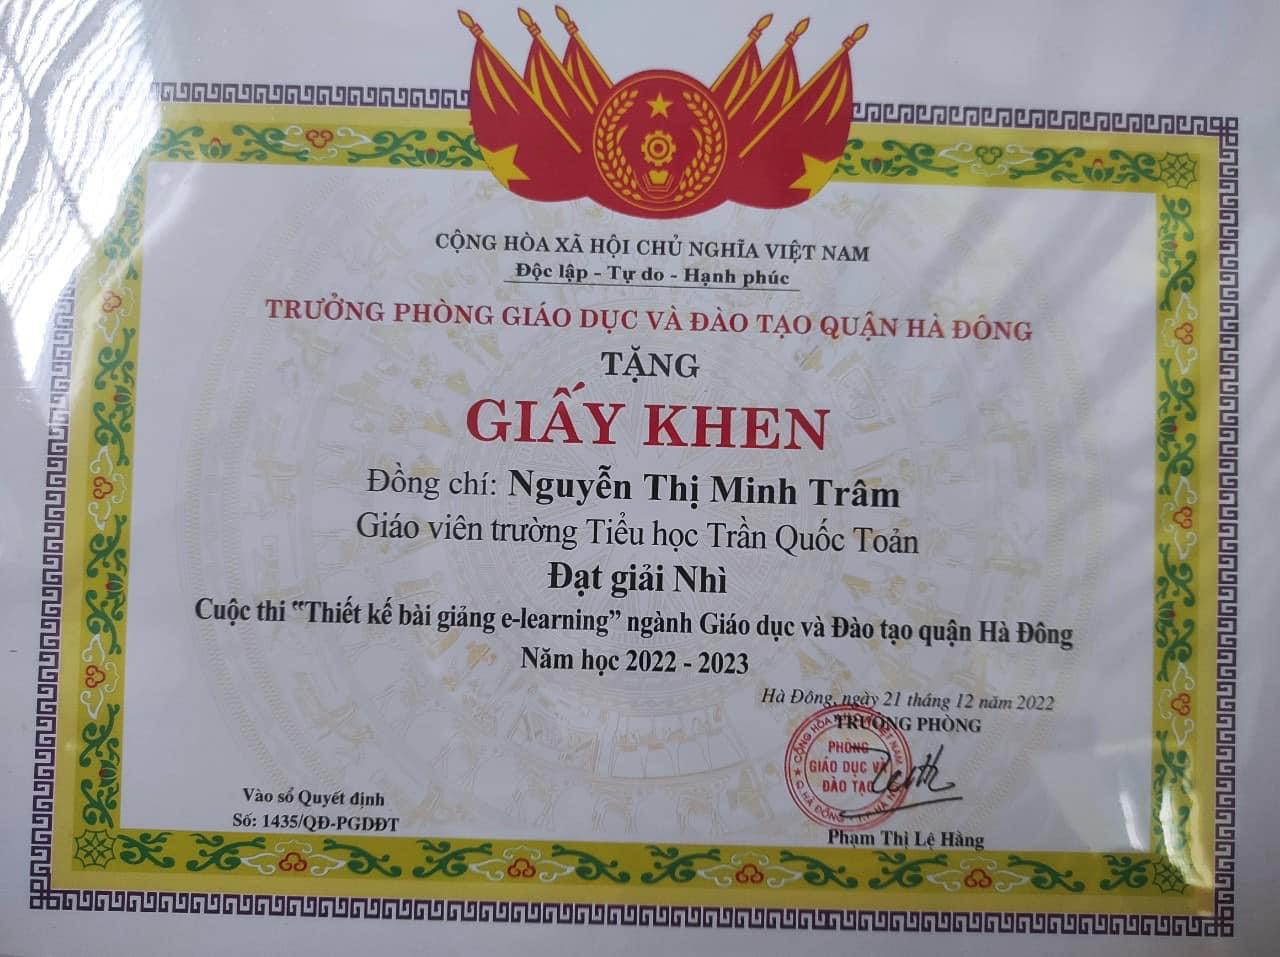 CỘNG HÒA XÃ HỘI CHỦ NGHĨA VIỆT NAM
Độc lập - Tự do - Hạnh phúc
TRƯỞNG PHÒNG GIÁO DỤC VÀ ĐÀO TẠO QUẬN HÀ ĐÔNG
TẶNG
GIẤY KHEN
Đồng chí: Nguyễn Thị Minh Trâm
Giáo viên trường Tiểu học Trần Quốc Toản
Đạt giải Nhì
Cuộc thi “Thiết kế bài giảng e-learning” ngành Giáo dục và Đào tạo quận Hà Đông
Năm học 2022 - 2023
Hà Đông, ngày 21 tháng 12 năm 2022
TRƯỞNG PHÒNG
PHÒNG
GIÁO DỤC VÀ
ĐÀO TẠO
Phạm Thị Lệ Hằng
Vào sổ Quyết định
Số: 1435/QĐ-PGDĐT